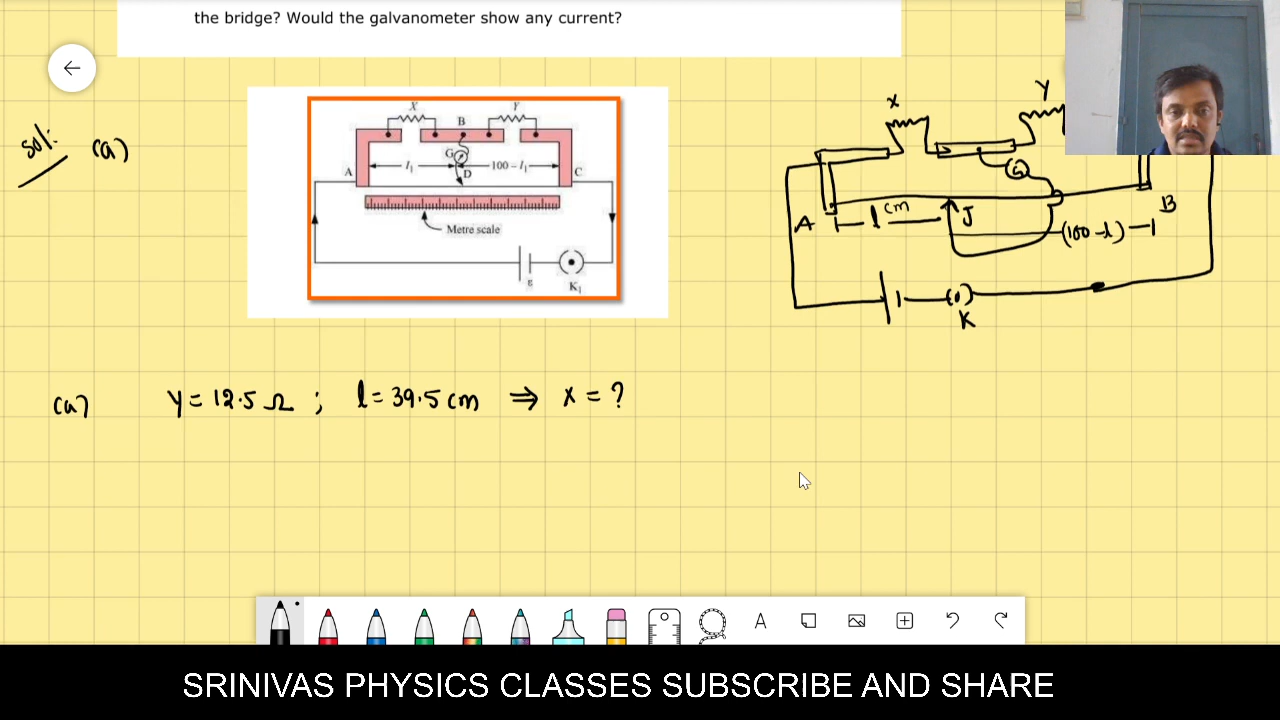 the bridge? Would the galvanometer show any current?
Sol: (a)
X Y
B
G
A l₁ D 100 – l₁ C
Metre scale
ε K₁
X Y
G
A l cm J (100 - l) B
K
(a) Y = 12.5 Ω ; l = 39.5 cm ⇒ X = ?
A
SRINIVAS PHYSICS CLASSES SUBSCRIBE AND SHARE